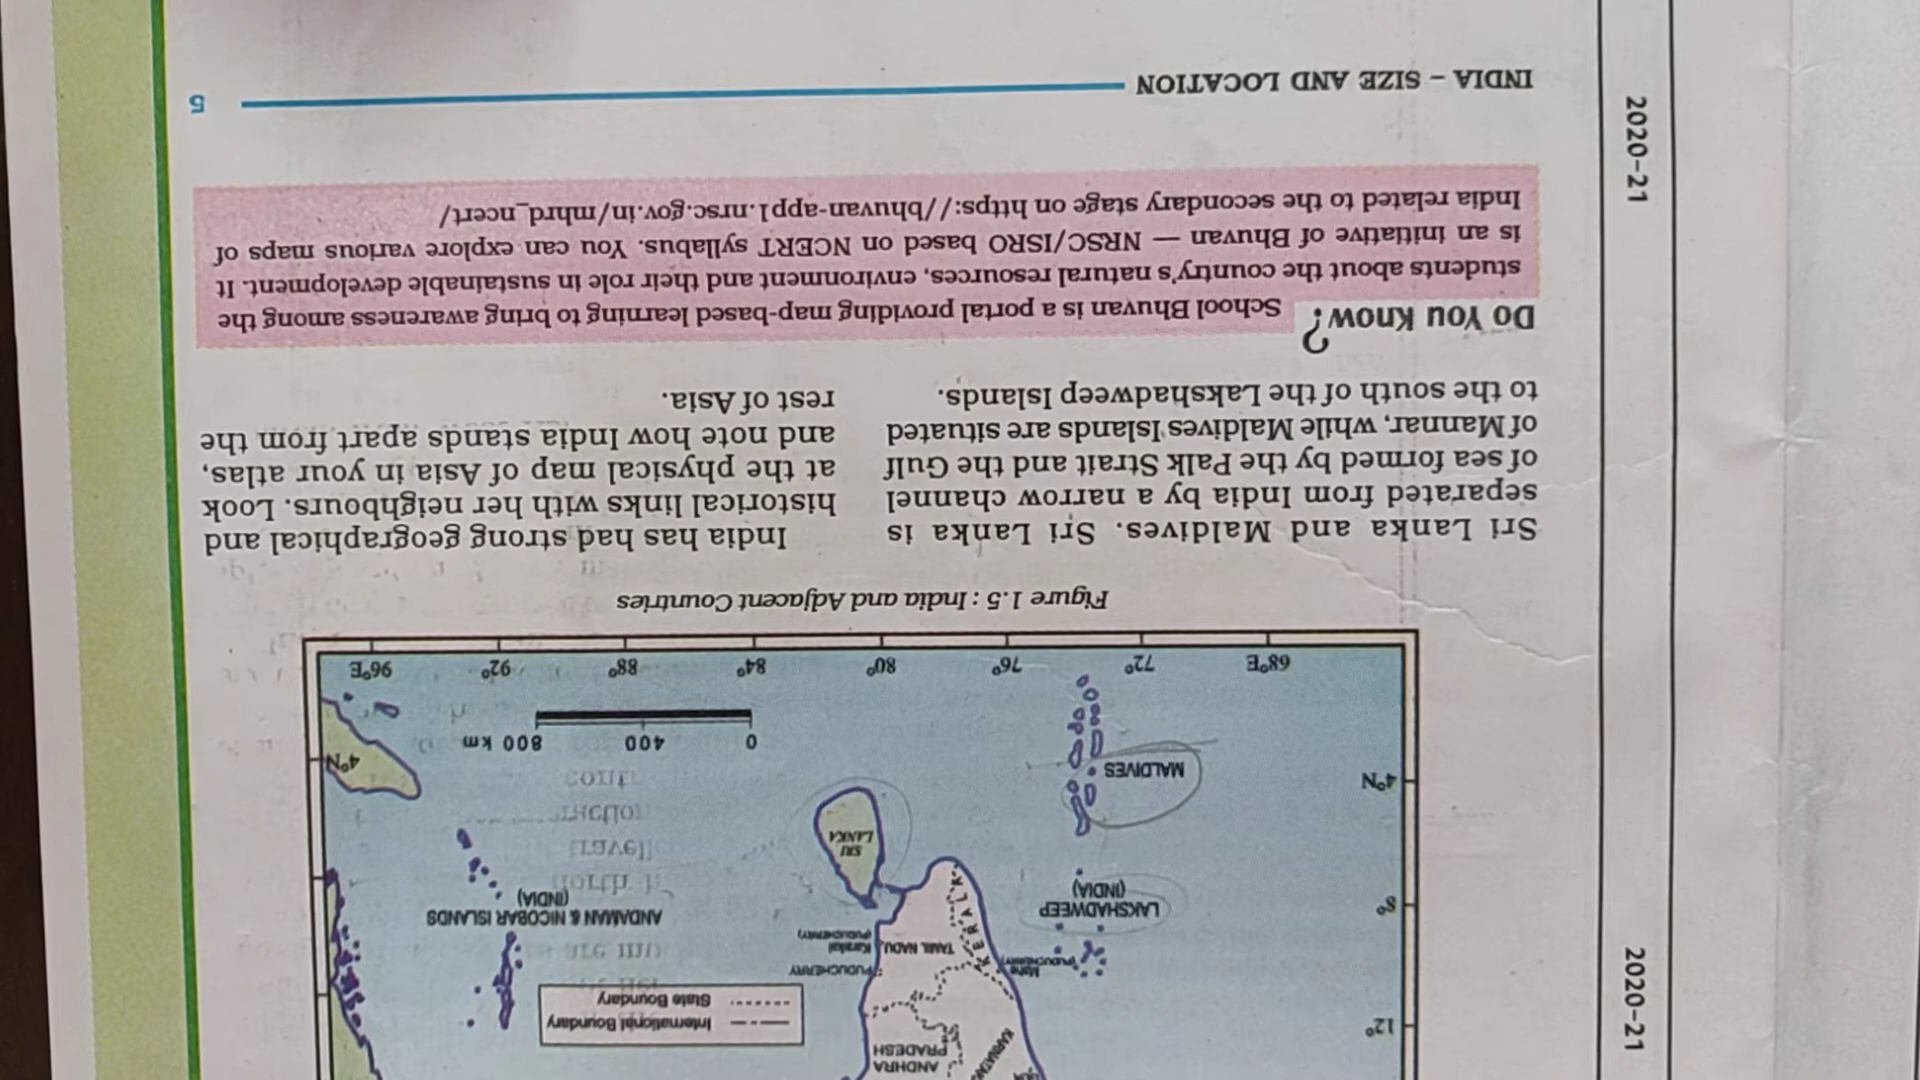 ANDHRA
PRADESH
International Boundary
State Boundary
12°
PUDUCHERRY
Mahe
(PUDUCHERRY)
TAMIL NADU
Karaikal
(PUDUCHERRY)
KERALA
LAKSHADWEEP
(INDIA)
ANDAMAN & NICOBAR ISLANDS
(INDIA)
8°
SRI
LANKA
MALDIVES
4°N
4°N
0 400 800 km
68°E 72° 76° 80° 84° 88° 92° 96°E
Figure 1.5 : India and Adjacent Countries
Sri Lanka and Maldives. Sri Lanka is
separated from India by a narrow channel
of sea formed by the Palk Strait and the Gulf
of Mannar, while Maldives Islands are situated
to the south of the Lakshadweep Islands.
India has had strong geographical and
historical links with her neighbours. Look
at the physical map of Asia in your atlas,
and note how India stands apart from the
rest of Asia.
Do You Know?
School Bhuvan is a portal providing map-based learning to bring awareness among the
students about the country's natural resources, environment and their role in sustainable development. It
is an initiative of Bhuvan — NRSC/ISRO based on NCERT syllabus. You can explore various maps of
India related to the secondary stage on https://bhuvan-app1.nrsc.gov.in/mhrd_ncert/
INDIA – SIZE AND LOCATION
5
2020-21
2020-21